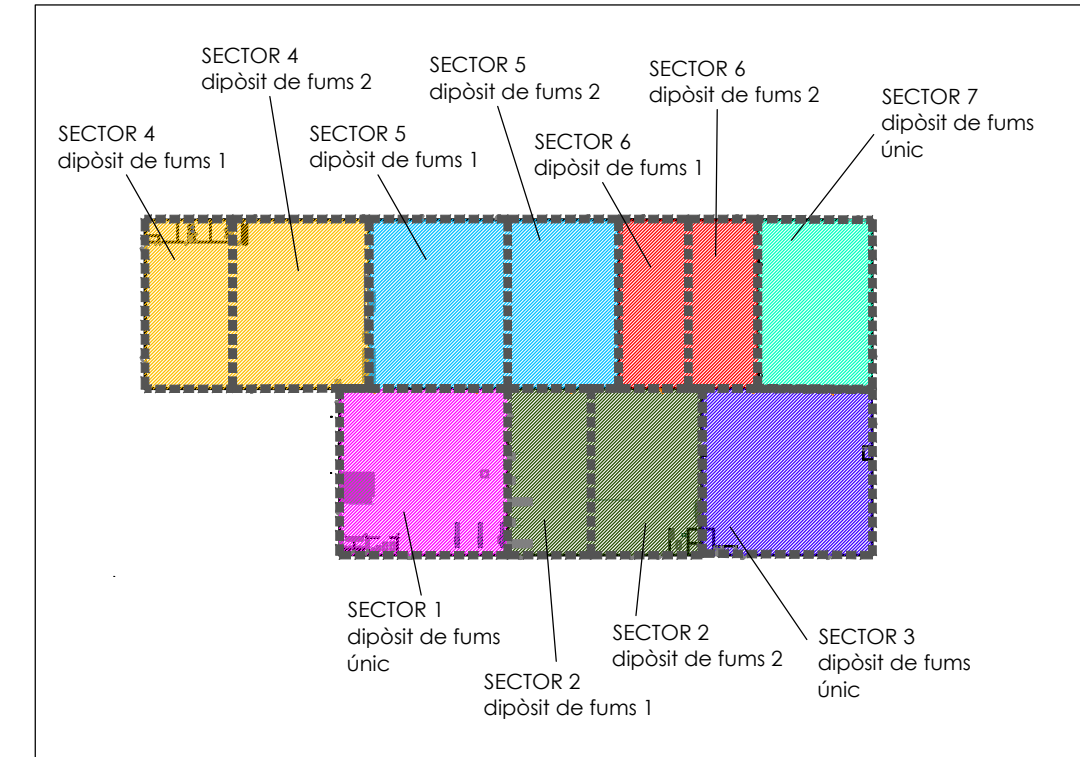 SECTOR 4
dipòsit de fums 2
SECTOR 5
dipòsit de fums 2
SECTOR 6
dipòsit de fums 2
SECTOR 7
dipòsit de fums
únic
SECTOR 4
dipòsit de fums 1
SECTOR 5
dipòsit de fums 1
SECTOR 6
dipòsit de fums 1
SECTOR 1
dipòsit de fums
únic
SECTOR 2
dipòsit de fums 1
SECTOR 2
dipòsit de fums 2
SECTOR 3
dipòsit de fums
únic